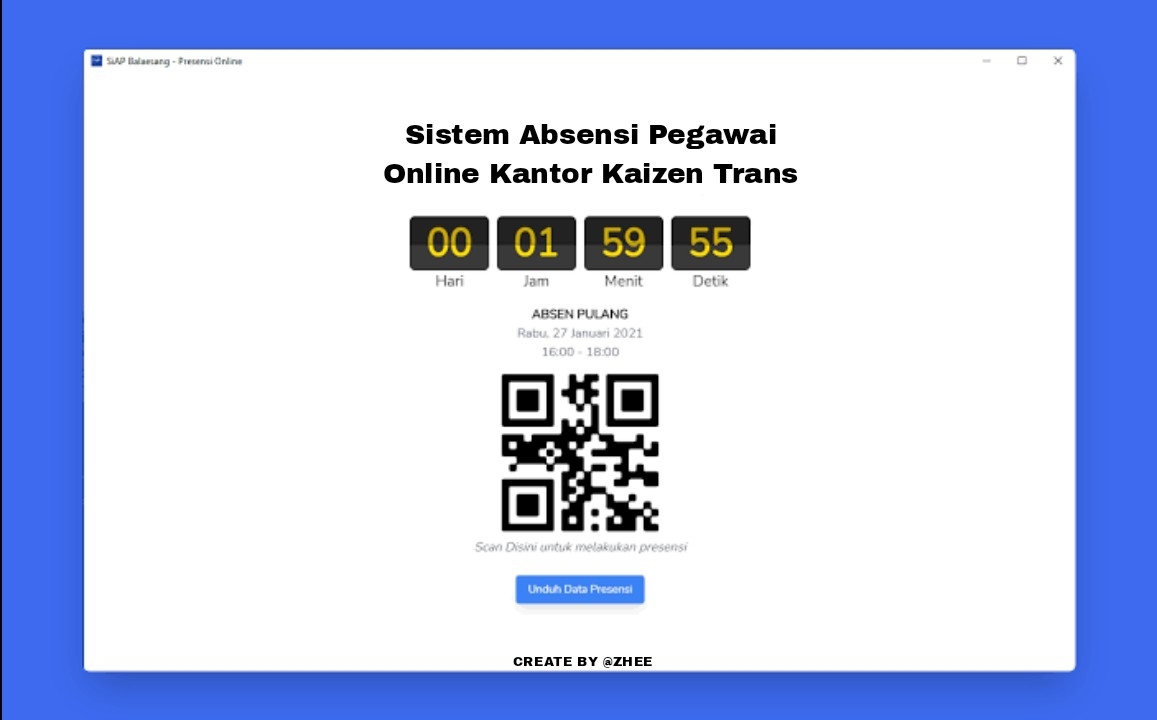 SiAP Balaesang - Presensi Online
Sistem Absensi Pegawai
Online Kantor Kaizen Trans
00 01 59 55
Hari Jam Menit Detik
ABSEN PULANG
Rabu, 27 Januari 2021
16:00 - 18:00
Scan Disini untuk melakukan presensi
Unduh Data Presensi
CREATE BY @ZHEE